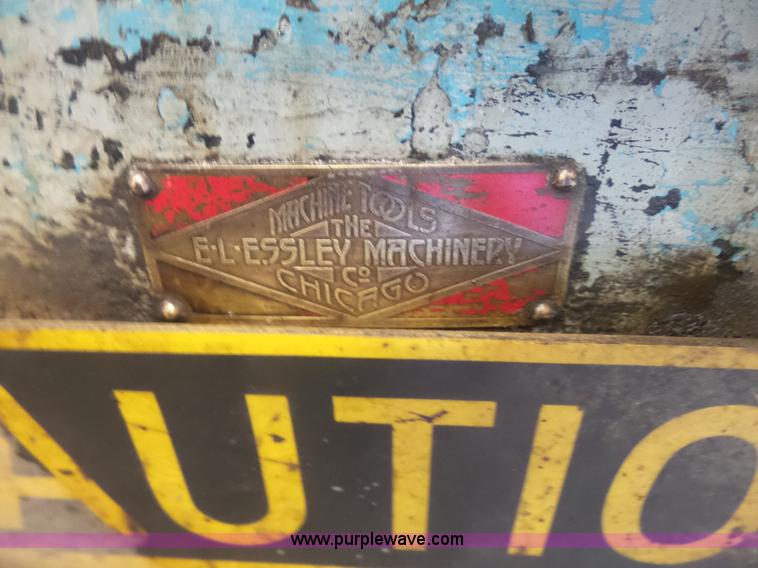 MACHINE TOOLS
THE
E·L·ESSLEY MACHINERY
Co
CHICAGO
AUTIO
www.purplewave.com